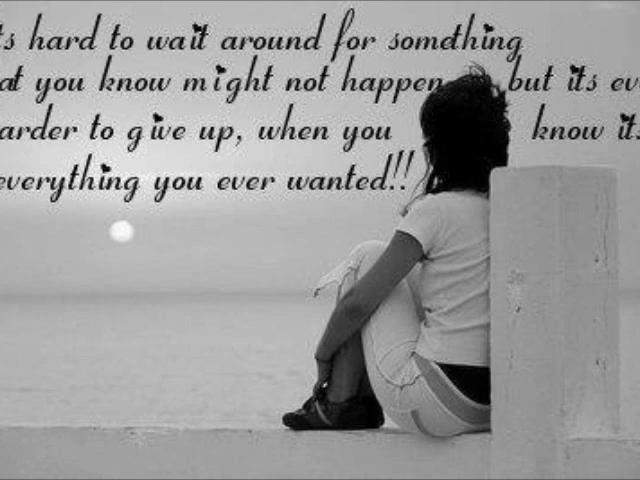 ts hard to wait around for something
at you know might not happen but its ev
arder to give up, when you know its
everything you ever wanted!!